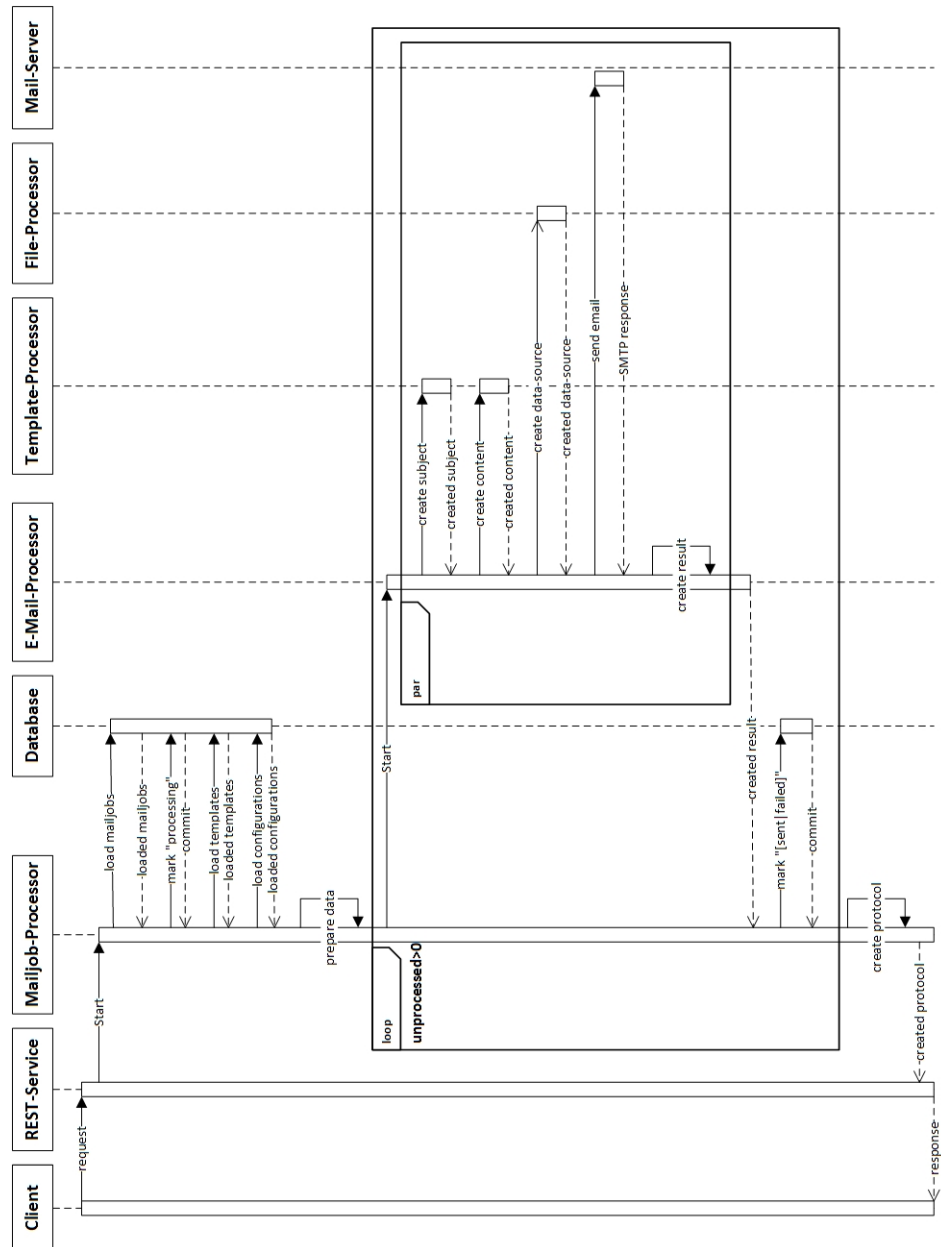 Client
REST-Service
Mailjob-Processor
Database
E-Mail-Processor
Template-Processor
File-Processor
Mail-Server
request
Start
load mailjobs
loaded mailjobs
mark "processing"
commit
load templates
loaded templates
load configurations
loaded configurations
prepare data
loop
unprocessed>0
Start
par
create subject
created subject
create content
created content
create data-source
created data-source
send email
SMTP response
create result
created result
mark "[sent|failed]"
commit
create protocol
created protocol
response